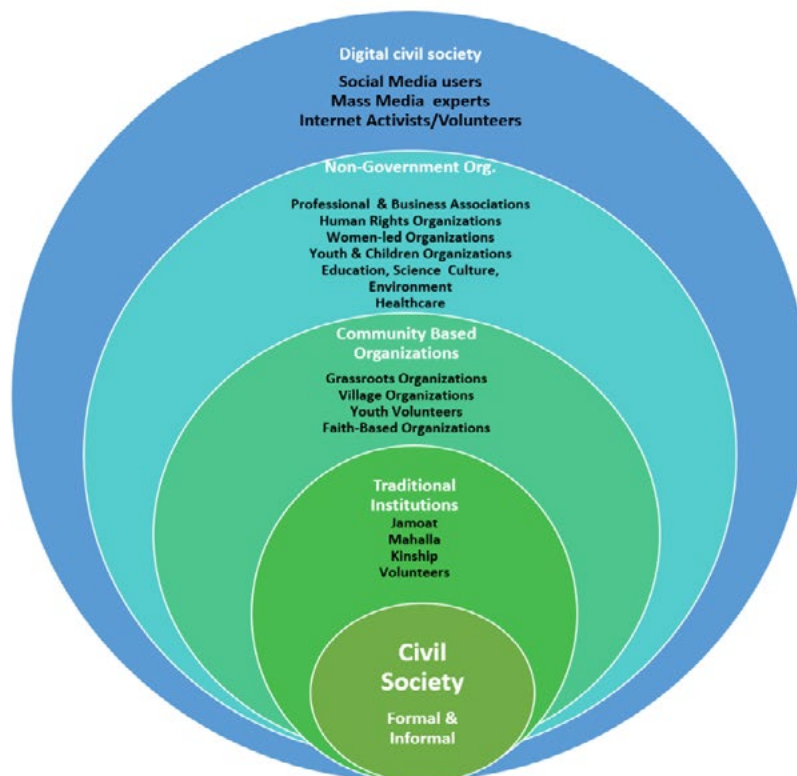 Digital civil society
Social Media users
Mass Media experts
Internet Activists/Volunteers
Non-Government Org.
Professional & Business Associations
Human Rights Organizations
Women-led Organizations
Youth & Children Organizations
Education, Science Culture,
Environment
Healthcare
Community Based
Organizations
Grassroots Organizations
Village Organizations
Youth Volunteers
Faith-Based Organizations
Traditional
Institutions
Jamoat
Mahalla
Kinship
Volunteers
Civil
Society
Formal &
Informal